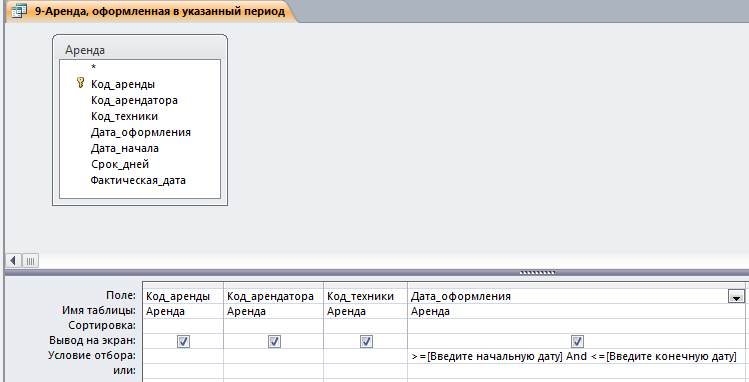 9-Аренда, оформленная в указанный период
Аренда
*
Код_аренды
Код_арендатора
Код_техники
Дата_оформления
Дата_начала
Срок_дней
Фактическая_дата
Поле: Код_аренды Код_арендатора Код_техники Дата_оформления
Имя таблицы: Аренда Аренда Аренда Аренда
Сортировка:
Вывод на экран:
Условие отбора: >=[Введите начальную дату] And <=[Введите конечную дату]
или: